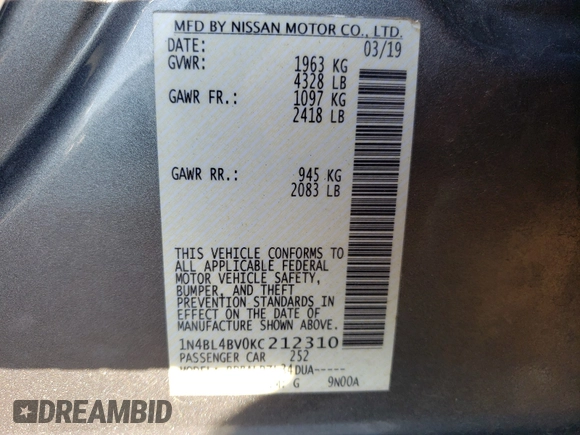 MFD BY NISSAN MOTOR CO., LTD.
DATE: 03/19
GVWR: 1963 KG
4328 LB
GAWR FR.: 1097 KG
2418 LB
GAWR RR.: 945 KG
2083 LB
THIS VEHICLE CONFORMS TO
ALL APPLICABLE FEDERAL
MOTOR VEHICLE SAFETY,
BUMPER, AND THEFT
PREVENTION STANDARDS IN
EFFECT ON THE DATE OF
MANUFACTURE SHOWN ABOVE.
1N4BL4BV0KC212310
PASSENGER CAR 252
G 9N00A
DREAMBID